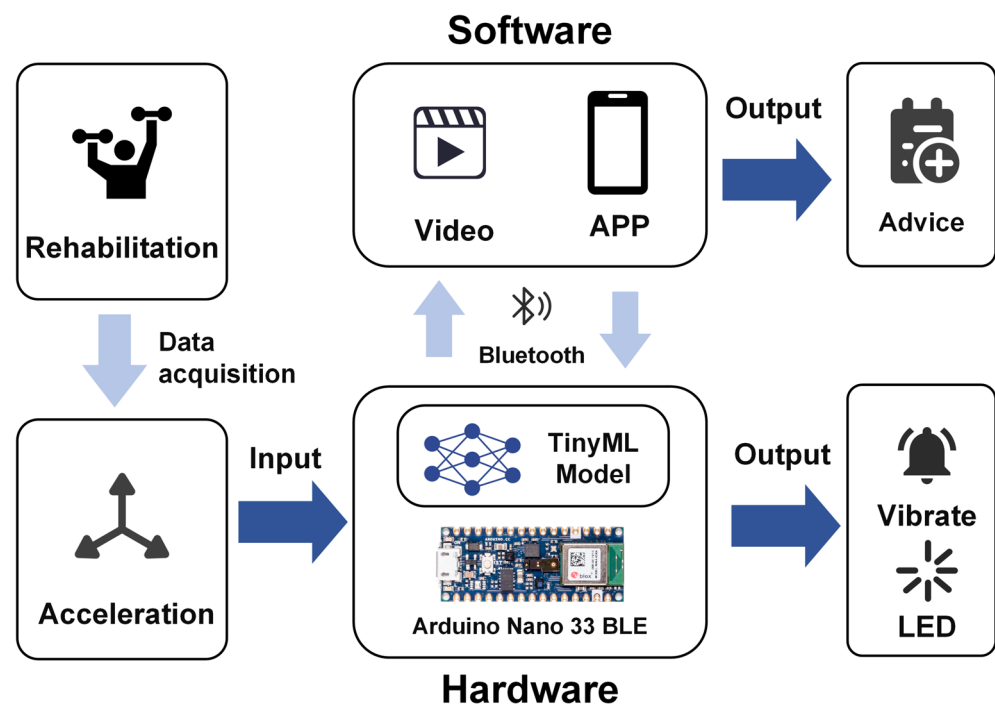 Software
Rehabilitation
Video
APP
Output
Advice
Data
acquisition
Bluetooth
Acceleration
Input
TinyML
Model
Arduino Nano 33 BLE
Output
Vibrate
LED
Hardware